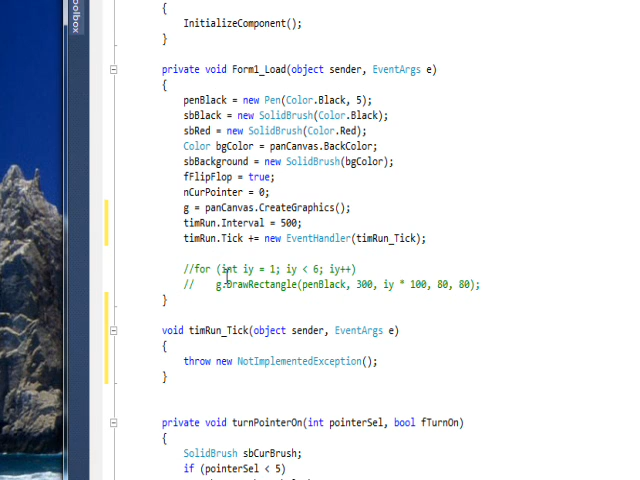 oolbox
{
InitializeComponent();
}
private void Form1_Load(object sender, EventArgs e)
{
penBlack = new Pen(Color.Black, 5);
sbBlack = new SolidBrush(Color.Black);
sbRed = new SolidBrush(Color.Red);
Color bgColor = panCanvas.BackColor;
sbBackground = new SolidBrush(bgColor);
fFlipFlop = true;
nCurPointer = 0;
g = panCanvas.CreateGraphics();
timRun.Interval = 500;
timRun.Tick += new EventHandler(timRun_Tick);
//for (int iy = 1; iy < 6; iy++)
// g.DrawRectangle(penBlack, 300, iy * 100, 80, 80);
}
void timRun_Tick(object sender, EventArgs e)
{
throw new NotImplementedException();
}
private void turnPointerOn(int pointerSel, bool fTurnOn)
{
SolidBrush sbCurBrush;
if (pointerSel < 5)